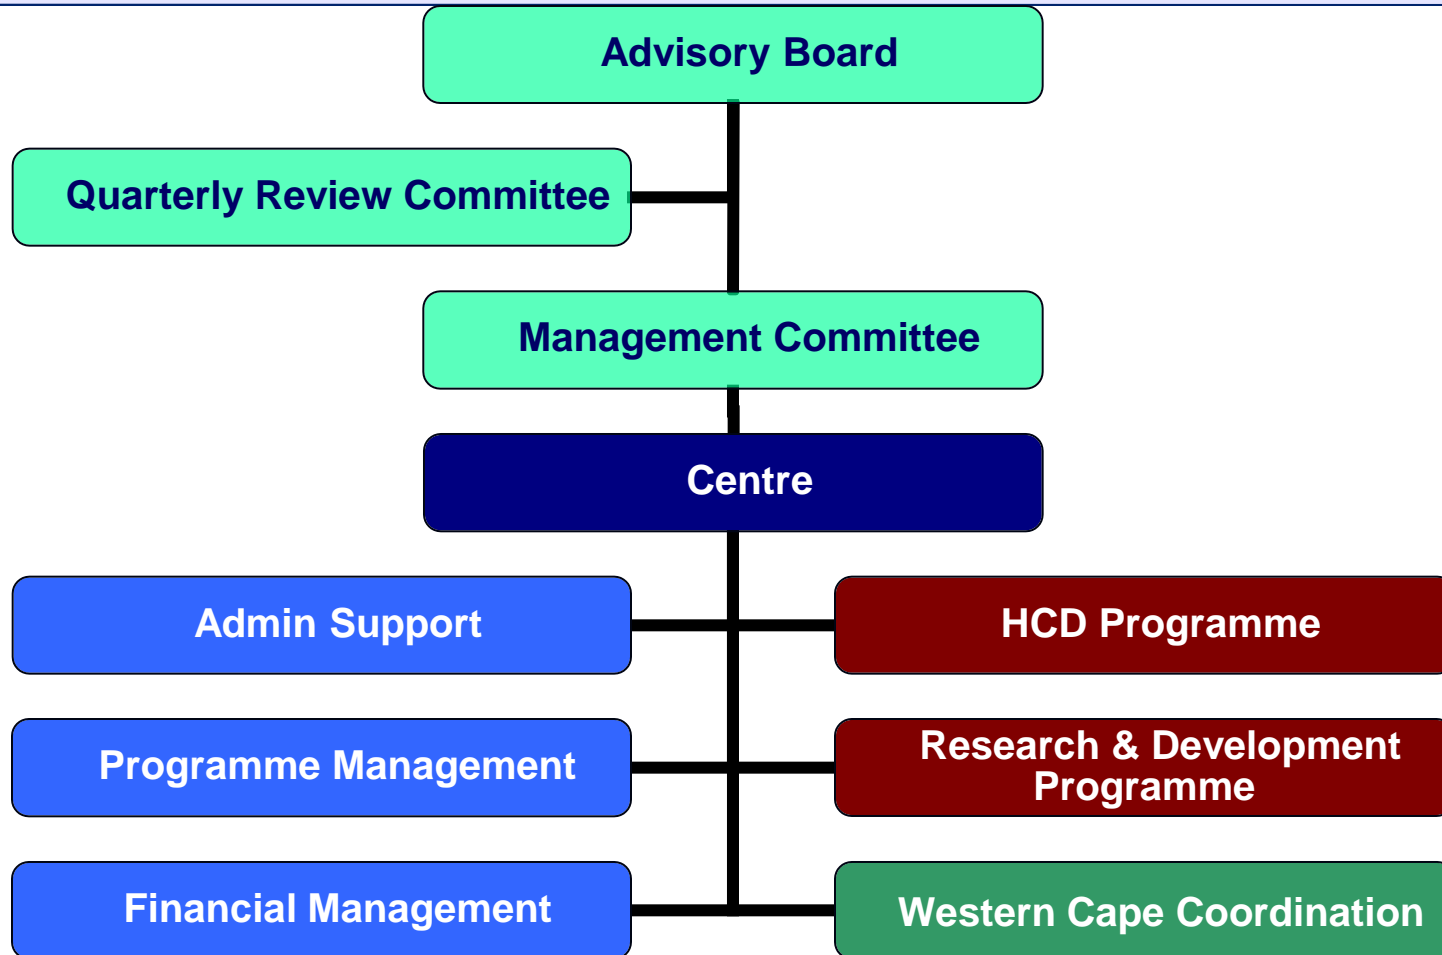 Advisory Board
Quarterly Review Committee
Management Committee
Centre
Admin Support
HCD Programme
Programme Management
Research & Development
Programme
Financial Management
Western Cape Coordination